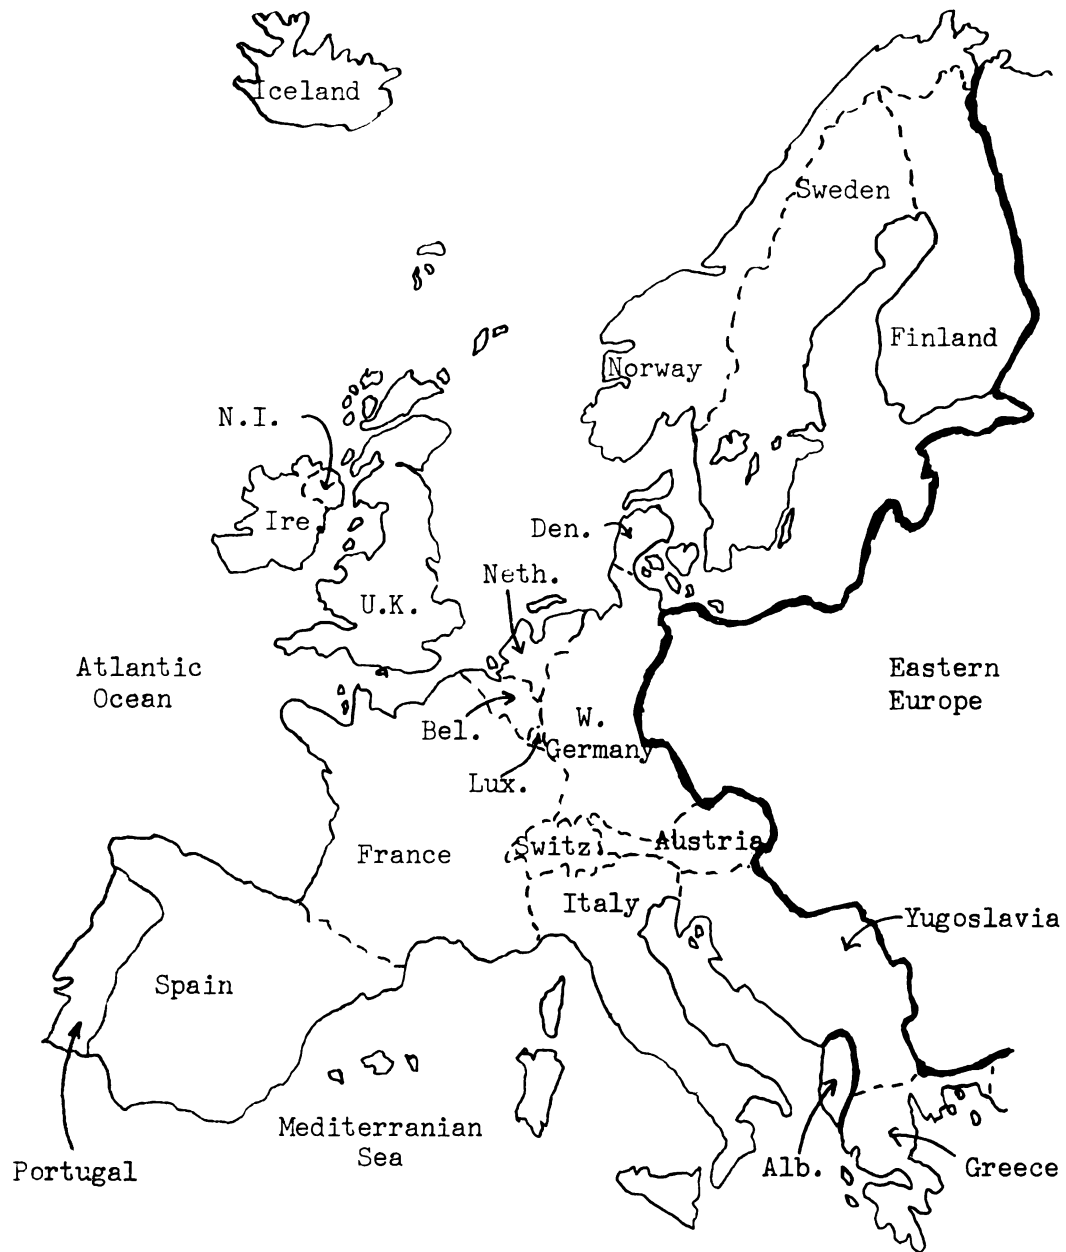 Iceland
Sweden
Finland
Norway
N.I.
Ire.
Den.
Neth.
U.K.
Atlantic
Ocean
Eastern
Europe
Bel.
W.
Germany
Lux.
France
Switz.
Austria
Italy
Yugoslavia
Spain
Mediterranean
Sea
Portugal
Alb.
Greece